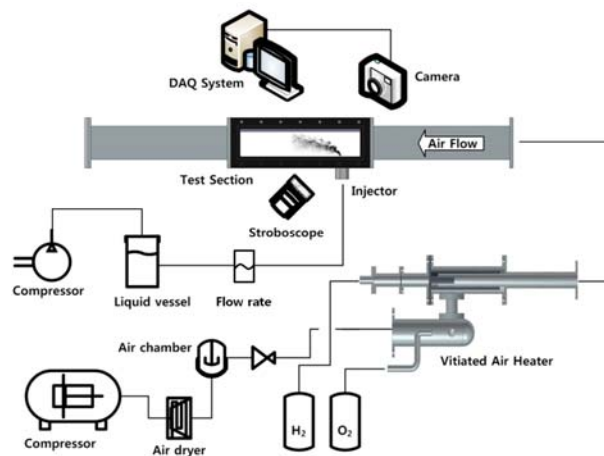 DAQ System
Camera
Air Flow
Test Section
Injector
Stroboscope
Compressor
Liquid vessel
Flow rate
Air chamber
Vitiated Air Heater
H2
O2
Compressor
Air dryer